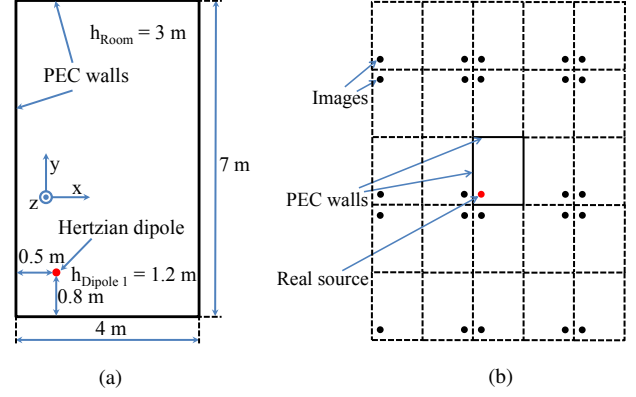 h_Room = 3 m
PEC walls
7 m
y
x
z
Hertzian dipole
0.5 m
h_Dipole 1 = 1.2 m
0.8 m
4 m
(a)
Images
PEC walls
Real source
(b)